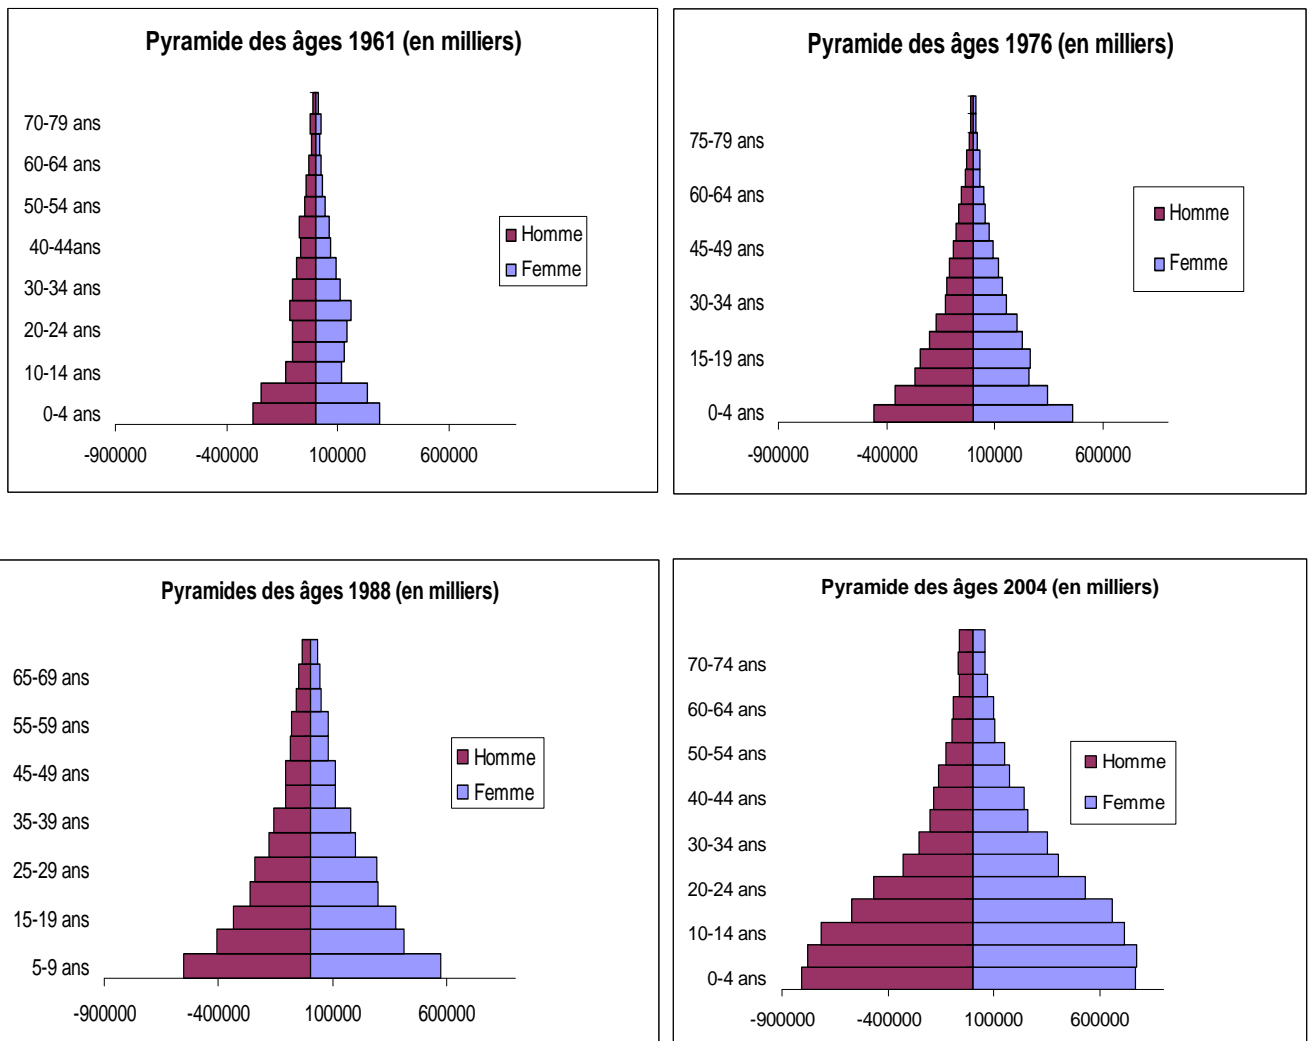 Pyramide des âges 1961 (en milliers)
70-79 ans
60-64 ans
50-54 ans
40-44ans
30-34 ans
20-24 ans
10-14 ans
0-4 ans
-900000 -400000 100000 600000
Homme
Femme
Pyramide des âges 1976 (en milliers)
75-79 ans
60-64 ans
45-49 ans
30-34 ans
15-19 ans
0-4 ans
-900000 -400000 100000 600000
Homme
Femme
Pyramides des âges 1988 (en milliers)
65-69 ans
55-59 ans
45-49 ans
35-39 ans
25-29 ans
15-19 ans
5-9 ans
-900000 -400000 100000 600000
Homme
Femme
Pyramide des âges 2004 (en milliers)
70-74 ans
60-64 ans
50-54 ans
40-44 ans
30-34 ans
20-24 ans
10-14 ans
0-4 ans
-900000 -400000 100000 600000
Homme
Femme